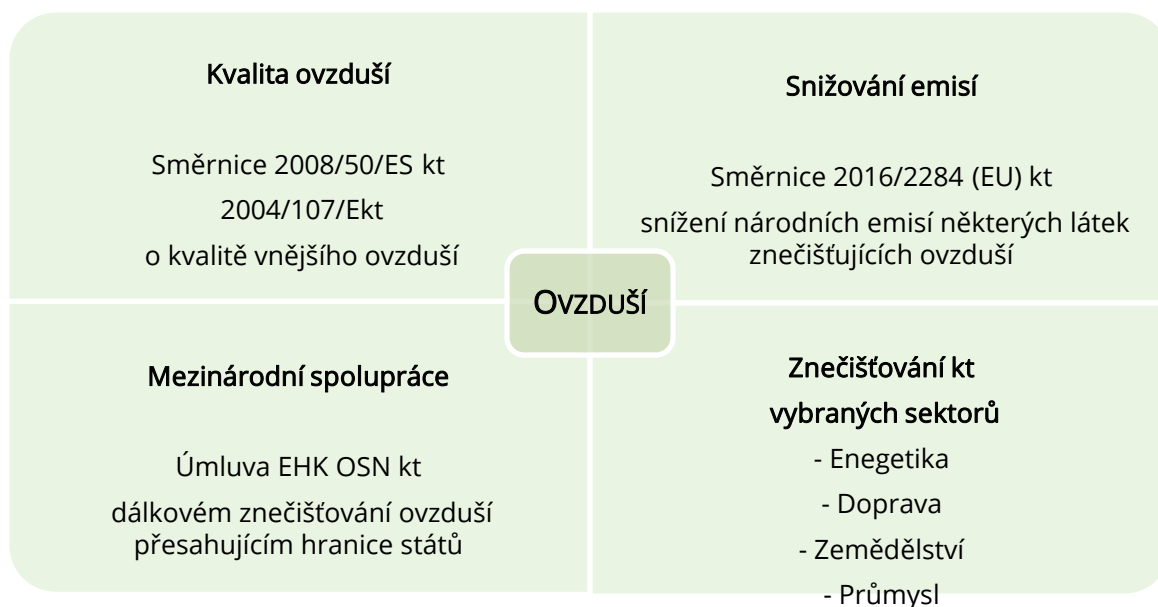 Kvalita ovzduší
Směrnice 2008/50/ES kt
2004/107/Ekt
o kvalitě vnějšího ovzduší
Snižování emisí
Směrnice 2016/2284 (EU) kt
snížení národních emisí některých látek
znečišťujících ovzduší
Ovzduší
Mezinárodní spolupráce
Úmluva EHK OSN kt
dálkovém znečišťování ovzduší
přesahujícím hranice států
Znečišťování kt
vybraných sektorů
- Enegetika
- Doprava
- Zemědělství
- Průmysl